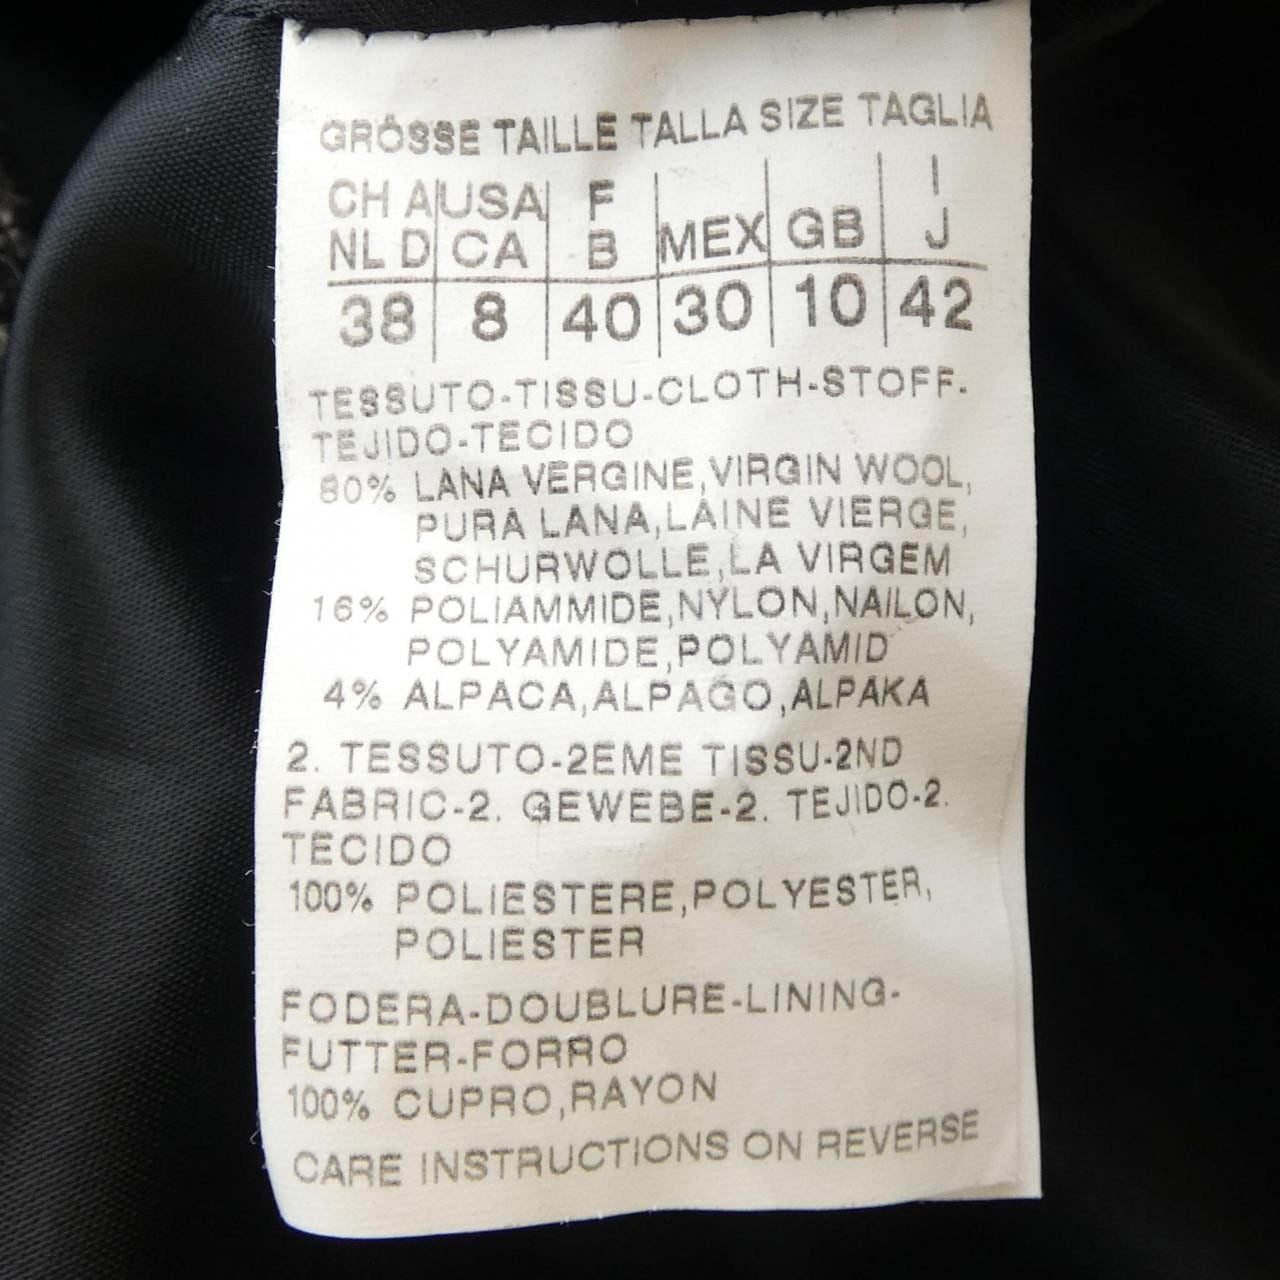 GRÖSSE TAILLE TALLA SIZE TAGLIA
CH A USA F MEX GB I
NL D CA B J
38 8 40 30 10 42
TESSUTO-TISSU-CLOTH-STOFF-
TEJIDO-TECIDO
80% LANA VERGINE,VIRGIN WOOL,
PURA LANA,LAINE VIERGE,
SCHURWOLLE,LA VIRGEM
16% POLIAMMIDE,NYLON,NAILON,
POLYAMIDE,POLYAMID
4% ALPACA,ALPAGO,ALPAKA
2. TESSUTO-2EME TISSU-2ND
FABRIC-2. GEWEBE-2. TEJIDO-2.
TECIDO
100% POLIESTERE,POLYESTER,
POLIESTER
FODERA-DOUBLURE-LINING-
FUTTER-FORRO
100% CUPRO,RAYON
CARE INSTRUCTIONS ON REVERSE